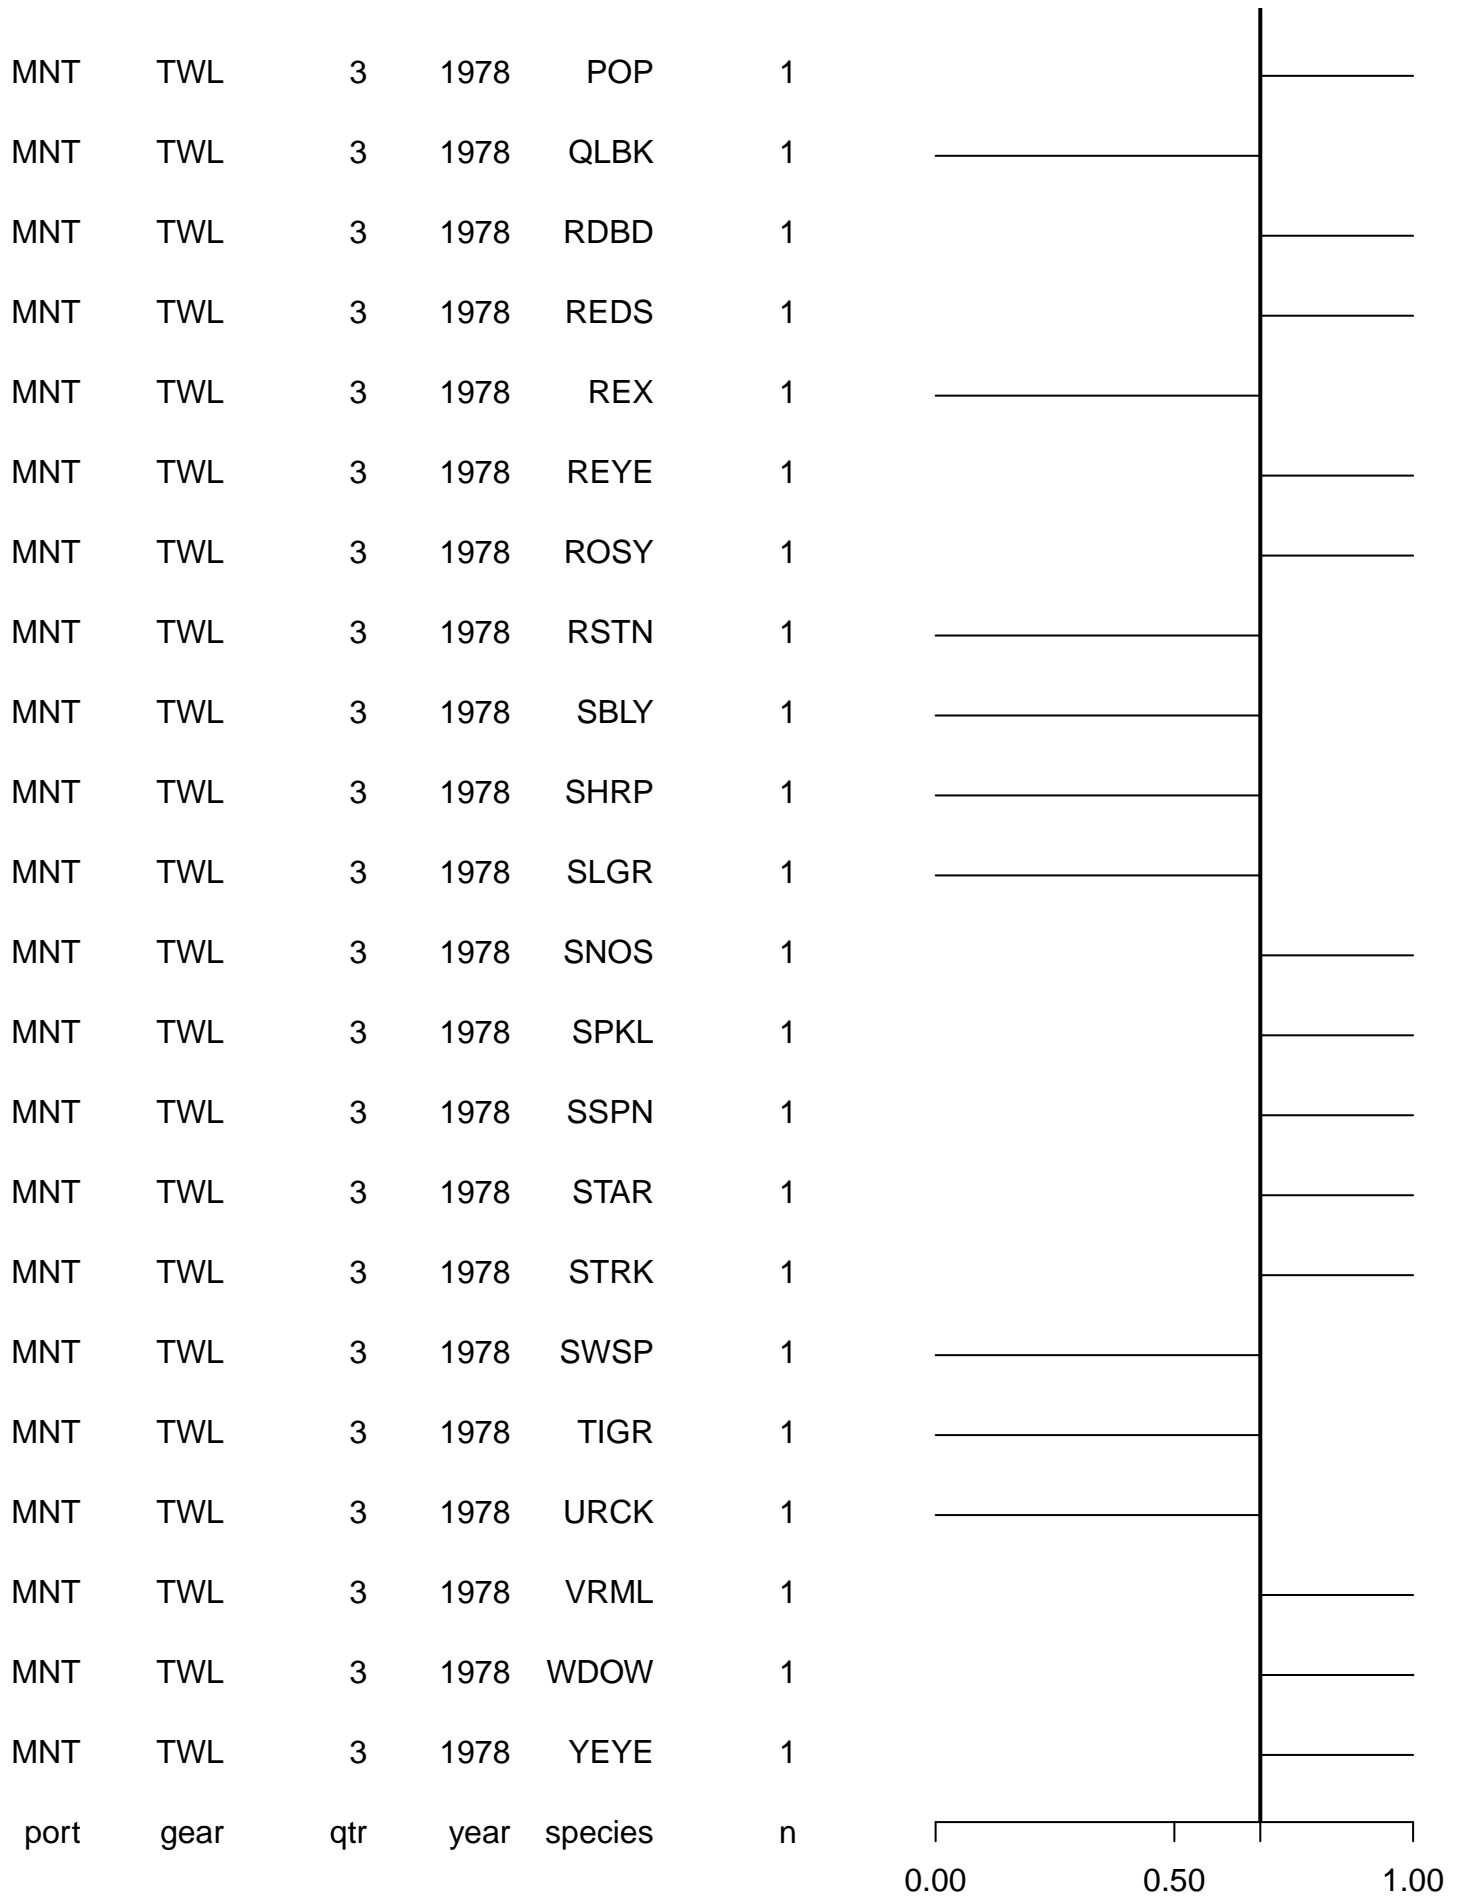 MNT TWL 3 1978 POP 1
MNT TWL 3 1978 QLBK 1
MNT TWL 3 1978 RDBD 1
MNT TWL 3 1978 REDS 1
MNT TWL 3 1978 REX 1
MNT TWL 3 1978 REYE 1
MNT TWL 3 1978 ROSY 1
MNT TWL 3 1978 RSTN 1
MNT TWL 3 1978 SBLY 1
MNT TWL 3 1978 SHRP 1
MNT TWL 3 1978 SLGR 1
MNT TWL 3 1978 SNOS 1
MNT TWL 3 1978 SPKL 1
MNT TWL 3 1978 SSPN 1
MNT TWL 3 1978 STAR 1
MNT TWL 3 1978 STRK 1
MNT TWL 3 1978 SWSP 1
MNT TWL 3 1978 TIGR 1
MNT TWL 3 1978 URCK 1
MNT TWL 3 1978 VRML 1
MNT TWL 3 1978 WDOW 1
MNT TWL 3 1978 YEYE 1
port gear qtr year species n
0.00 0.50 1.00